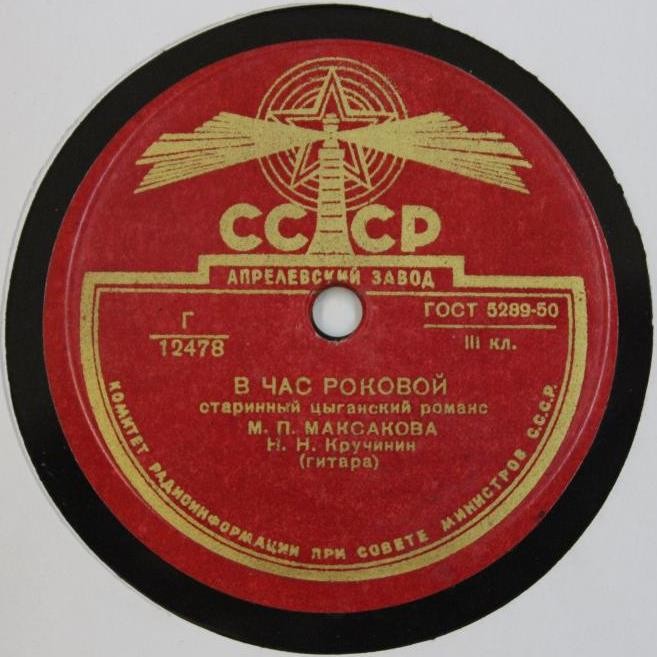 СССР
АПРЕЛЕВСКИЙ ЗАВОД
Г
12478
ГОСТ 5289-50
III кл.
В ЧАС РОКОВОЙ
старинный цыганский романс
М. П. МАКСАКОВА
Н. Н. Кручинин
(гитара)
КОМИТЕТ РАДИОИНФОРМАЦИИ ПРИ СОВЕТЕ МИНИСТРОВ С.С.С.Р.